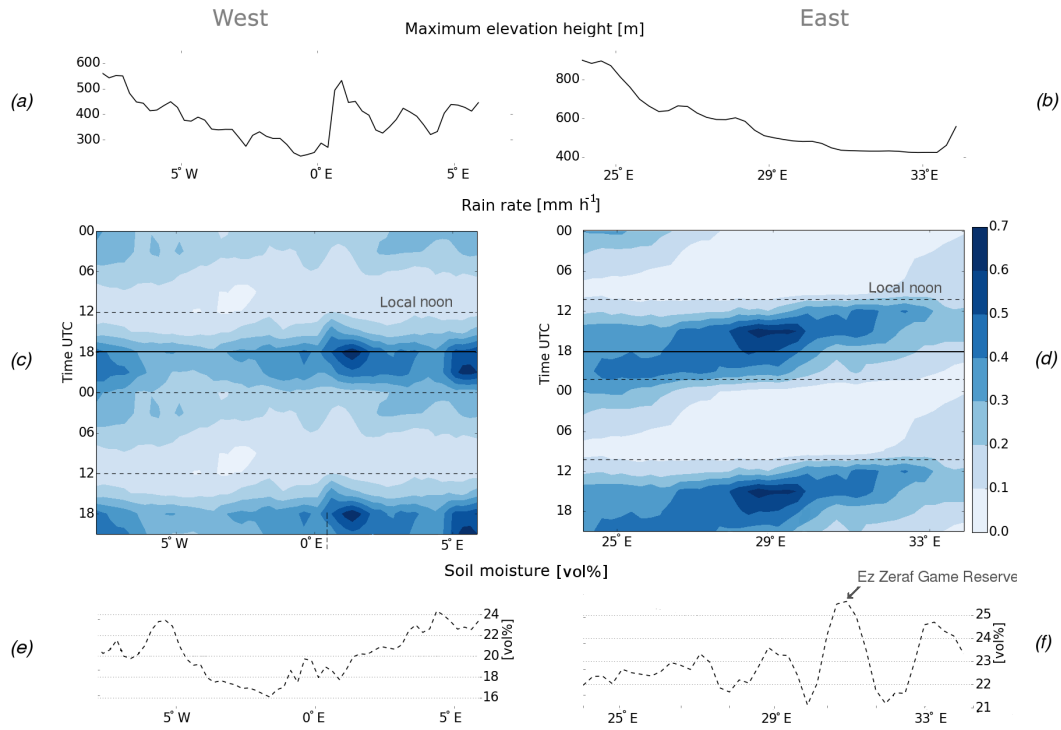 West East
Maximum elevation height [m]
(a) 600 500 400 300
5°W 0°E 5°E
800 600 400 (b)
25°E 29°E 33°E
Rain rate [mm h-1]
(c) Time UTC
00 06 12 18 00 06 12 18
Local noon
5°W 0°E 5°E
Time UTC
00 06 12 18 00 06 12 18
Local noon
25°E 29°E 33°E
0.7 0.6 0.5 0.4 0.3 0.2 0.1 0.0
(d)
Soil moisture [vol%]
Ez Zeraf Game Reserve
(e) 24 22 20 18 16 [vol%]
5°W 0°E 5°E
25 24 23 22 21 [vol%] (f)
25°E 29°E 33°E